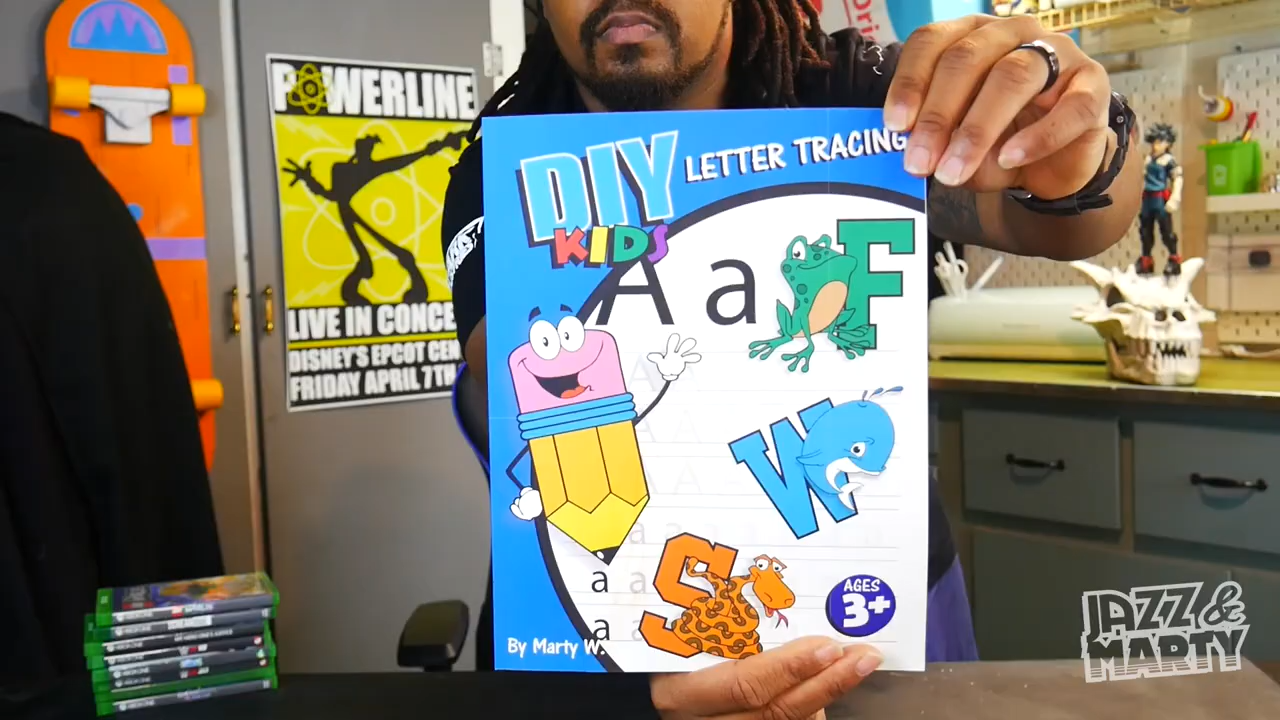 POWERLINE
LIVE IN CONCE
DISNEY'S EPCOT CEN
FRIDAY APRIL 7TH
DIY LETTER TRACING
KIDS
A a
F
W
S
a a
a a
AGES
3+
By Marty W.
JAZZ &
MARTY